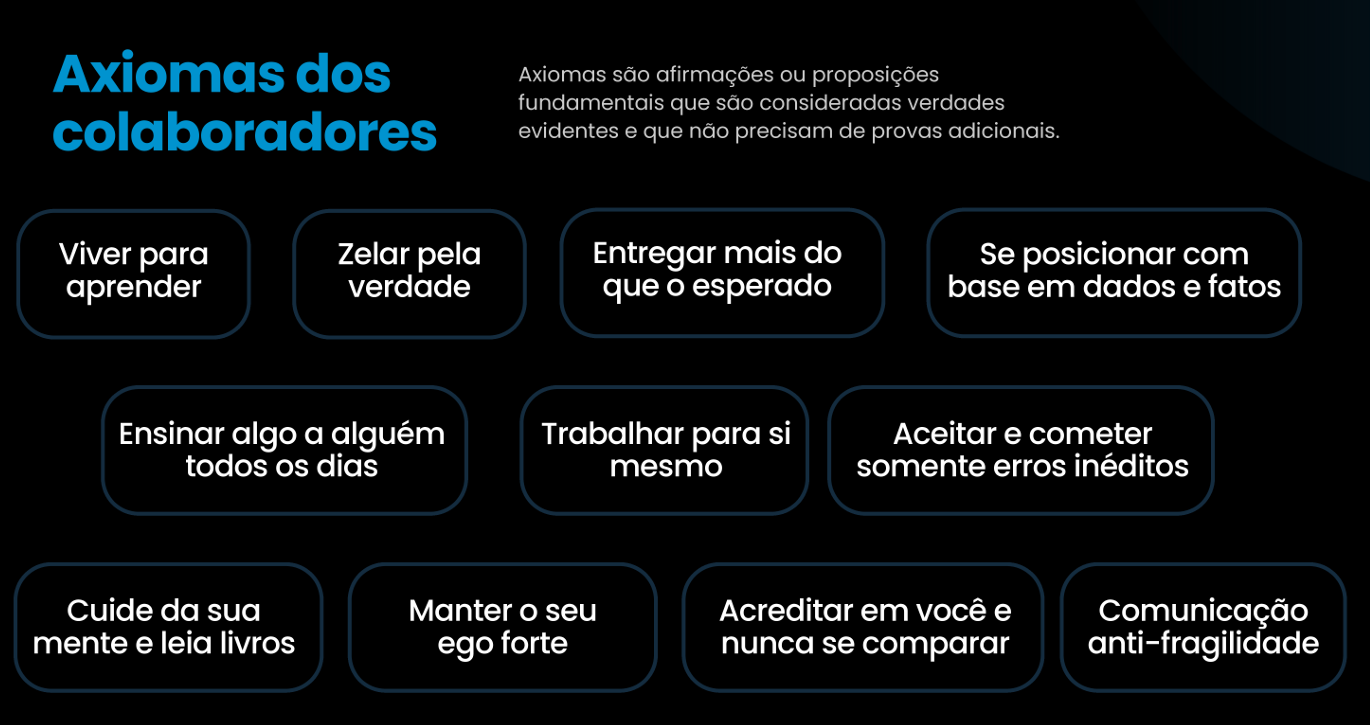 Axiomas dos
colaboradores
Axiomas são afirmações ou proposições
fundamentais que são consideradas verdades
evidentes e que não precisam de provas adicionais.
Viver para
aprender
Zelar pela
verdade
Entregar mais do
que o esperado
Se posicionar com
base em dados e fatos
Ensinar algo a alguém
todos os dias
Trabalhar para si
mesmo
Aceitar e cometer
somente erros inéditos
Cuide da sua
mente e leia livros
Manter o seu
ego forte
Acreditar em você e
nunca se comparar
Comunicação
anti-fragilidade